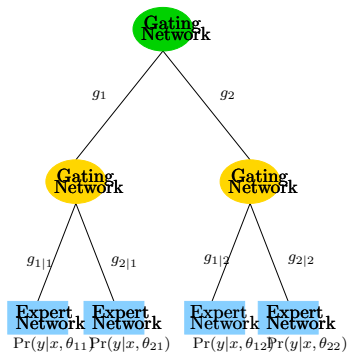 Gating
Network
g₁
g₂
Gating
Network
Gating
Network
g₁|₁
g₂|₁
g₁|₂
g₂|₂
Expert
Network
Expert
Network
Expert
Network
Expert
Network
Pr(y|x, θ₁₁)
Pr(y|x, θ₂₁)
Pr(y|x, θ₁₂)
Pr(y|x, θ₂₂)